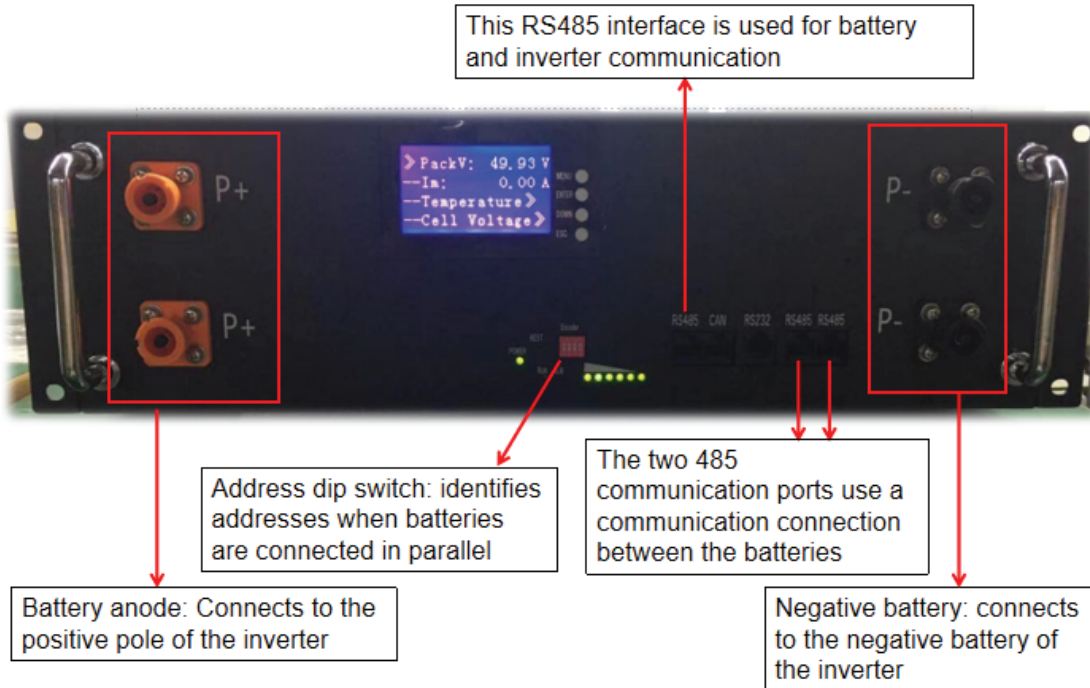 This RS485 interface is used for battery
and inverter communication
PackV: 49.93 V
--Im: 0.00 A
--Temperature
--Cell Voltage
MENU
ENTER
DOWN
ESC
P+
P-
P+
P-
RS485 CAN RS232 RS485 RS485
REST
POWER
Address dip switch: identifies
addresses when batteries
are connected in parallel
The two 485
communication ports use a
communication connection
between the batteries
Battery anode: Connects to the
positive pole of the inverter
Negative battery: connects
to the negative battery of
the inverter